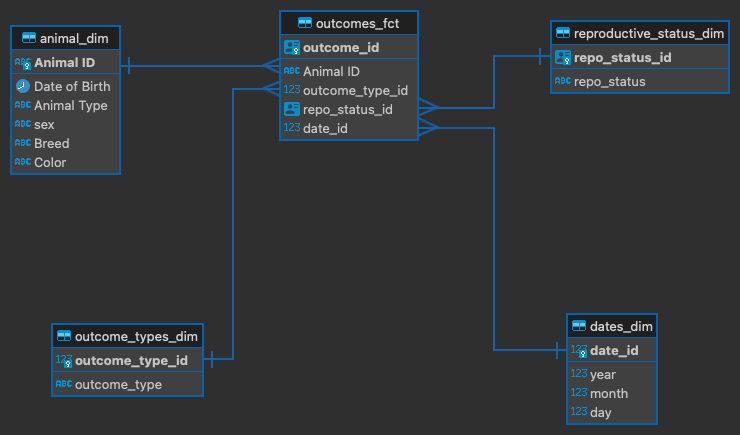 animal_dim
ABC Animal ID
Date of Birth
ABC Animal Type
ABC sex
ABC Breed
ABC Color
outcomes_fct
outcome_id
ABC Animal ID
123 outcome_type_id
repo_status_id
123 date_id
reproductive_status_dim
repo_status_id
ABC repo_status
outcome_types_dim
123 outcome_type_id
ABC outcome_type
dates_dim
123 date_id
123 year
123 month
123 day